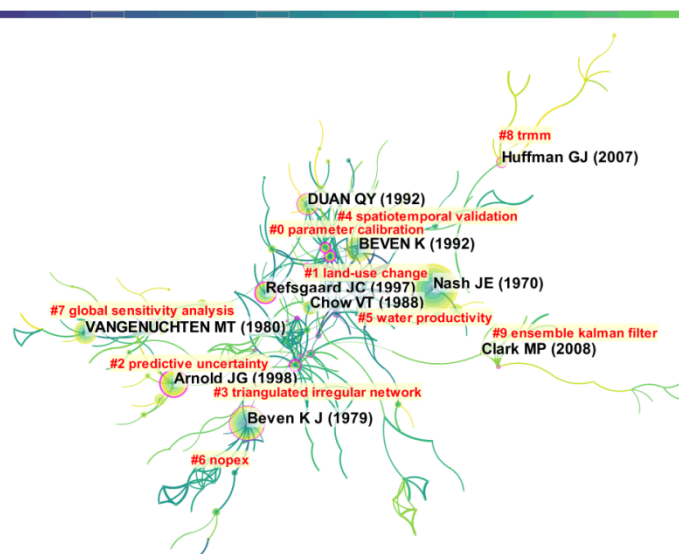 #8 trmm
Huffman GJ (2007)
DUAN QY (1992)
#4 spatiotemporal validation
#0 parameter calibration
BEVEN K (1992)
#1 land-use change
Refsgaard JC (1997)
Nash JE (1970)
Chow VT (1988)
#7 global sensitivity analysis
#5 water productivity
VANGENUCHTEN MT (1980)
#9 ensemble kalman filter
Clark MP (2008)
#2 predictive uncertainty
Arnold JG (1998)
#3 triangulated irregular network
Beven K J (1979)
#6 nopex